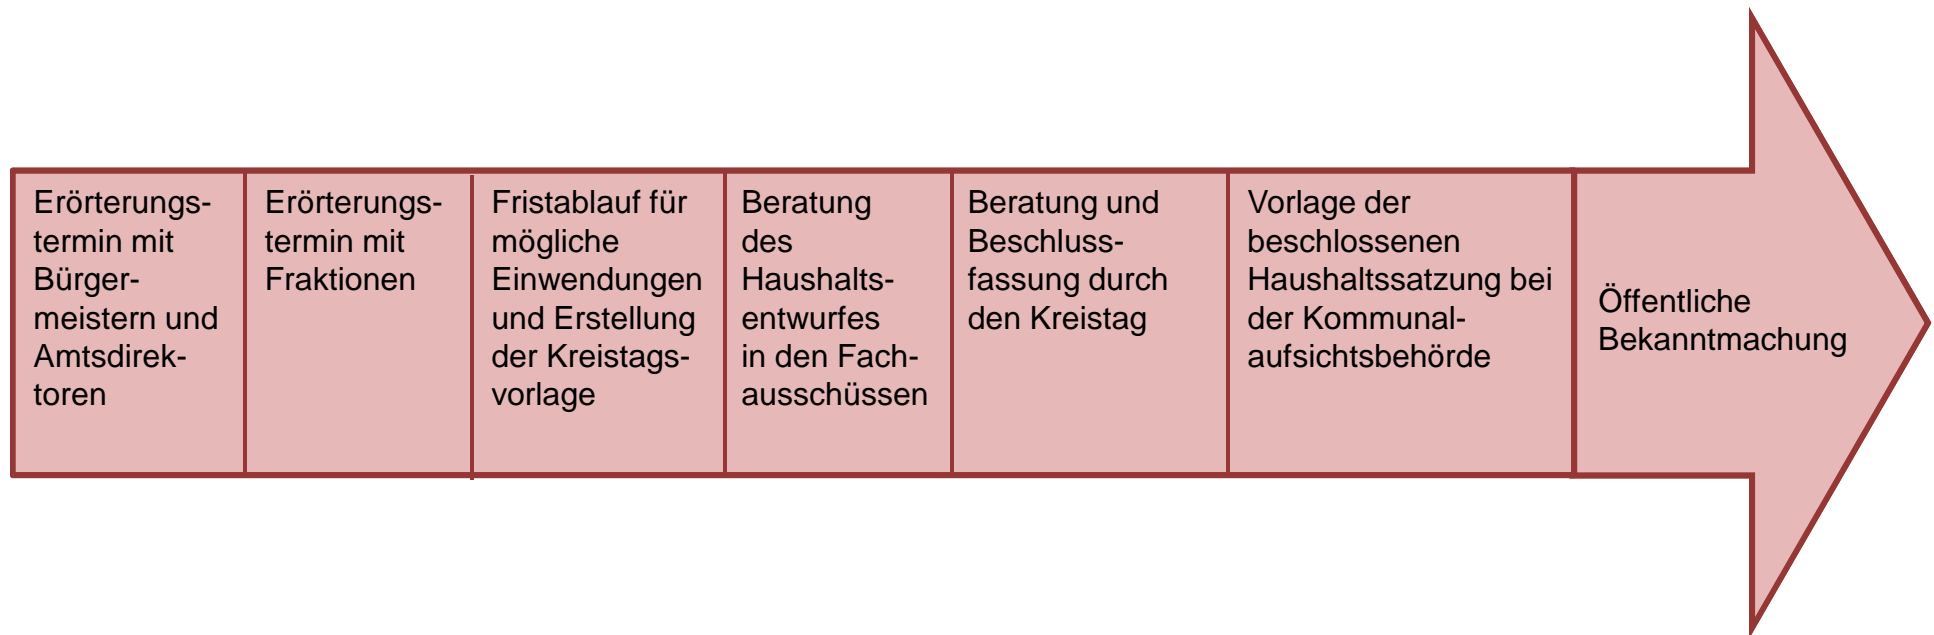 Erörterungs-
termin mit
Bürger-
meistern und
Amtsdirek-
toren
Erörterungs-
termin mit
Fraktionen
Fristablauf für
mögliche
Einwendungen
und Erstellung
der Kreistags-
vorlage
Beratung
des
Haushalts-
entwurfes
in den Fach-
ausschüssen
Beratung und
Beschluss-
fassung durch
den Kreistag
Vorlage der
beschlossenen
Haushaltssatzung bei
der Kommunal-
aufsichtsbehörde
Öffentliche
Bekanntmachung